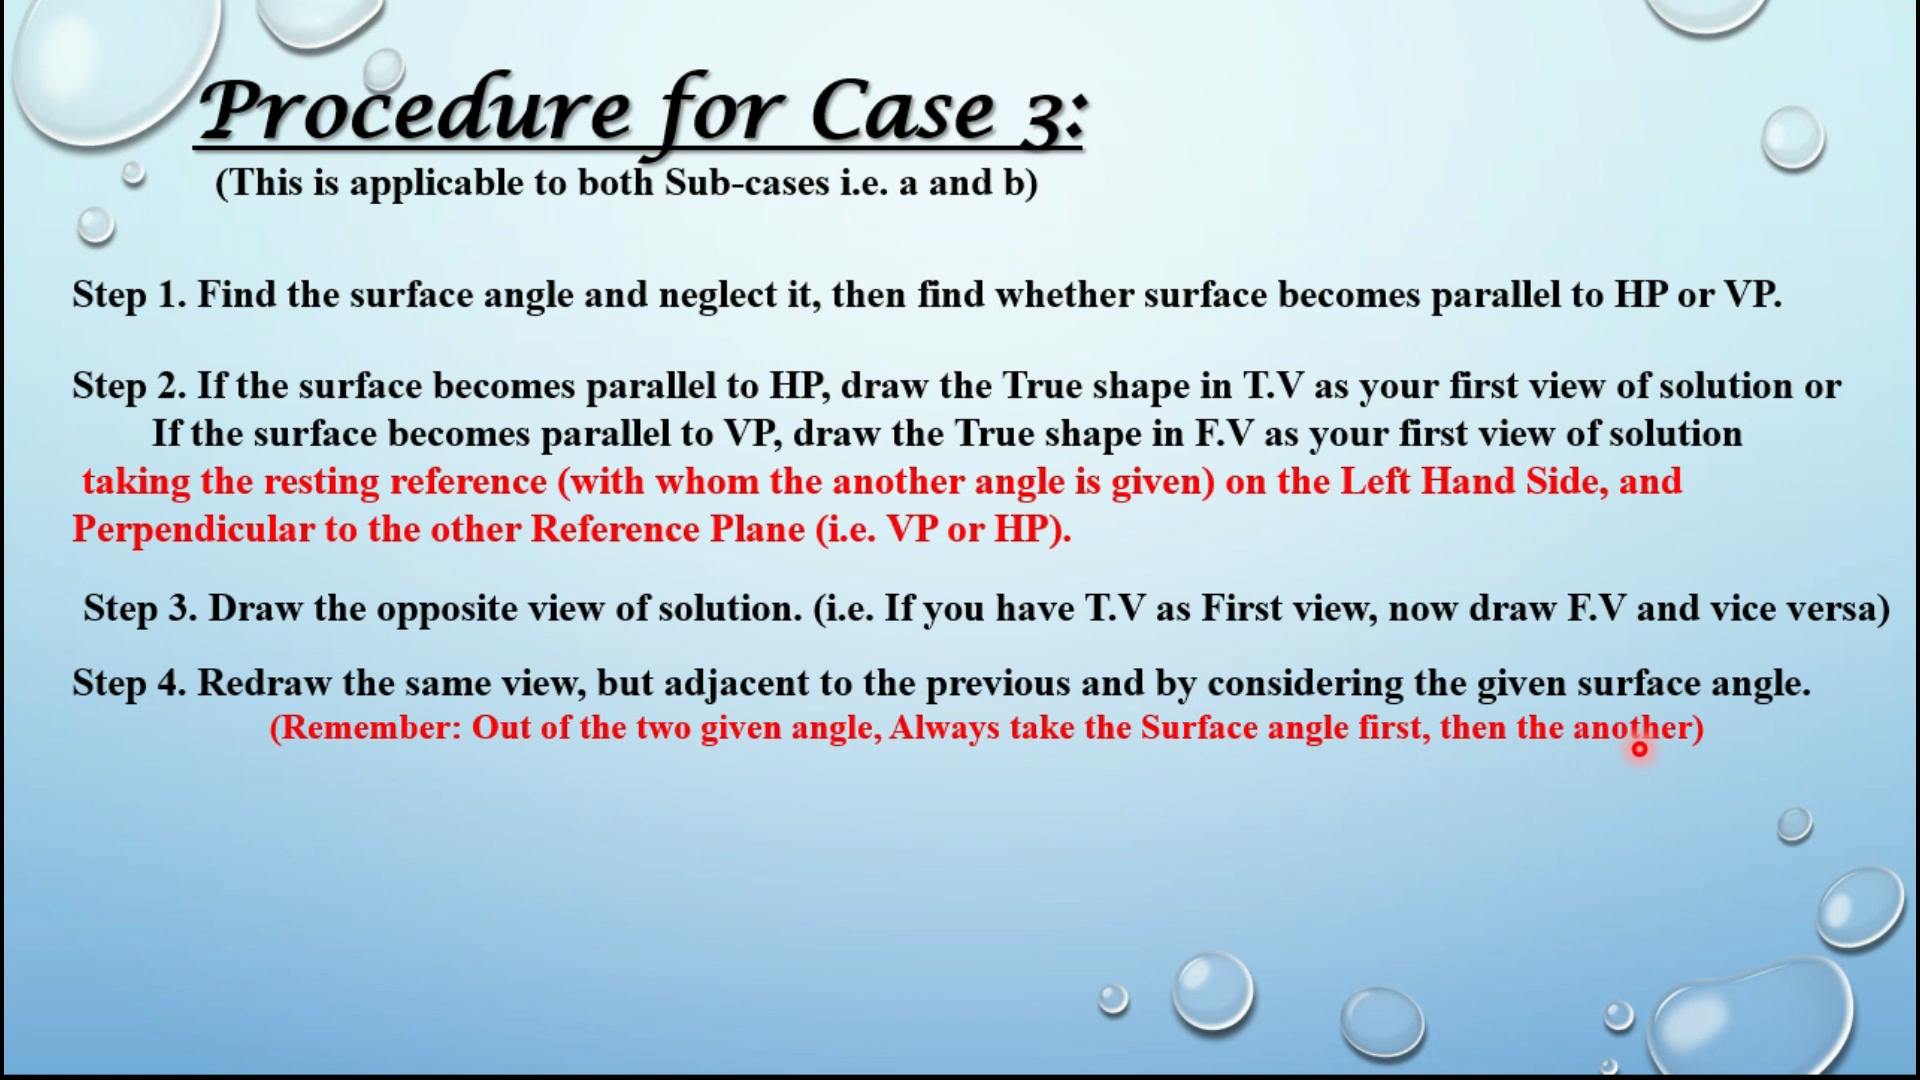 Procedure for Case 3:
(This is applicable to both Sub-cases i.e. a and b)
Step 1. Find the surface angle and neglect it, then find whether surface becomes parallel to HP or VP.
Step 2. If the surface becomes parallel to HP, draw the True shape in T.V as your first view of solution or
If the surface becomes parallel to VP, draw the True shape in F.V as your first view of solution
taking the resting reference (with whom the another angle is given) on the Left Hand Side, and
Perpendicular to the other Reference Plane (i.e. VP or HP).
Step 3. Draw the opposite view of solution. (i.e. If you have T.V as First view, now draw F.V and vice versa)
Step 4. Redraw the same view, but adjacent to the previous and by considering the given surface angle.
(Remember: Out of the two given angle, Always take the Surface angle first, then the another)